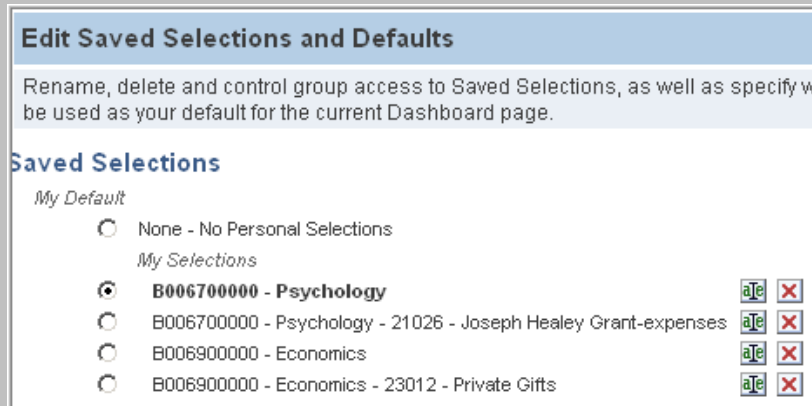 Edit Saved Selections and Defaults
Rename, delete and control group access to Saved Selections, as well as specify
be used as your default for the current Dashboard page.
Saved Selections
My Default
None - No Personal Selections
My Selections
B006700000 - Psychology
B006700000 - Psychology - 21026 - Joseph Healey Grant-expenses
B006900000 - Economics
B006900000 - Economics - 23012 - Private Gifts